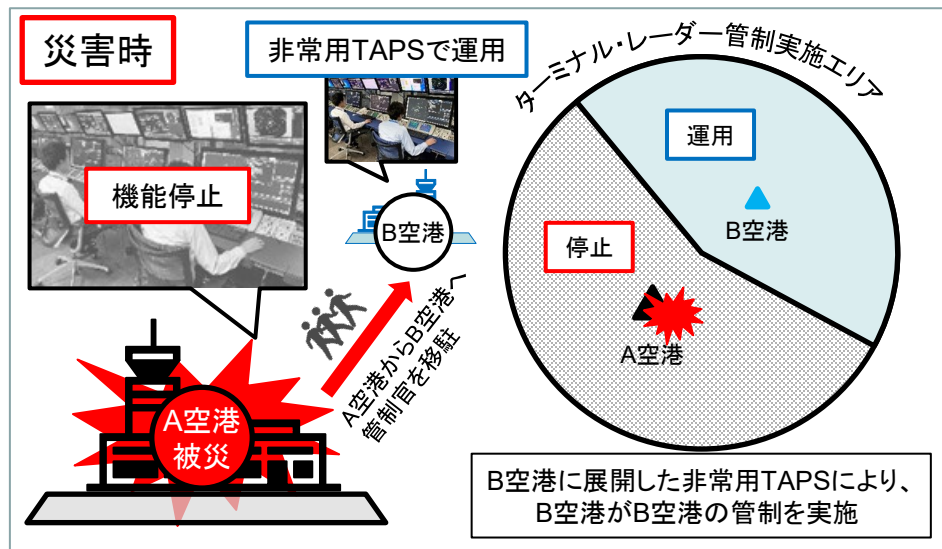 災害時
非常用TAPSで運用
ターミナル・レーダー管制実施エリア
機能停止
運用
B空港
B空港
停止
A空港
A空港からB空港へ
管制官を移駐
A空港
被災
B空港に展開した非常用TAPSにより、
B空港がB空港の管制を実施